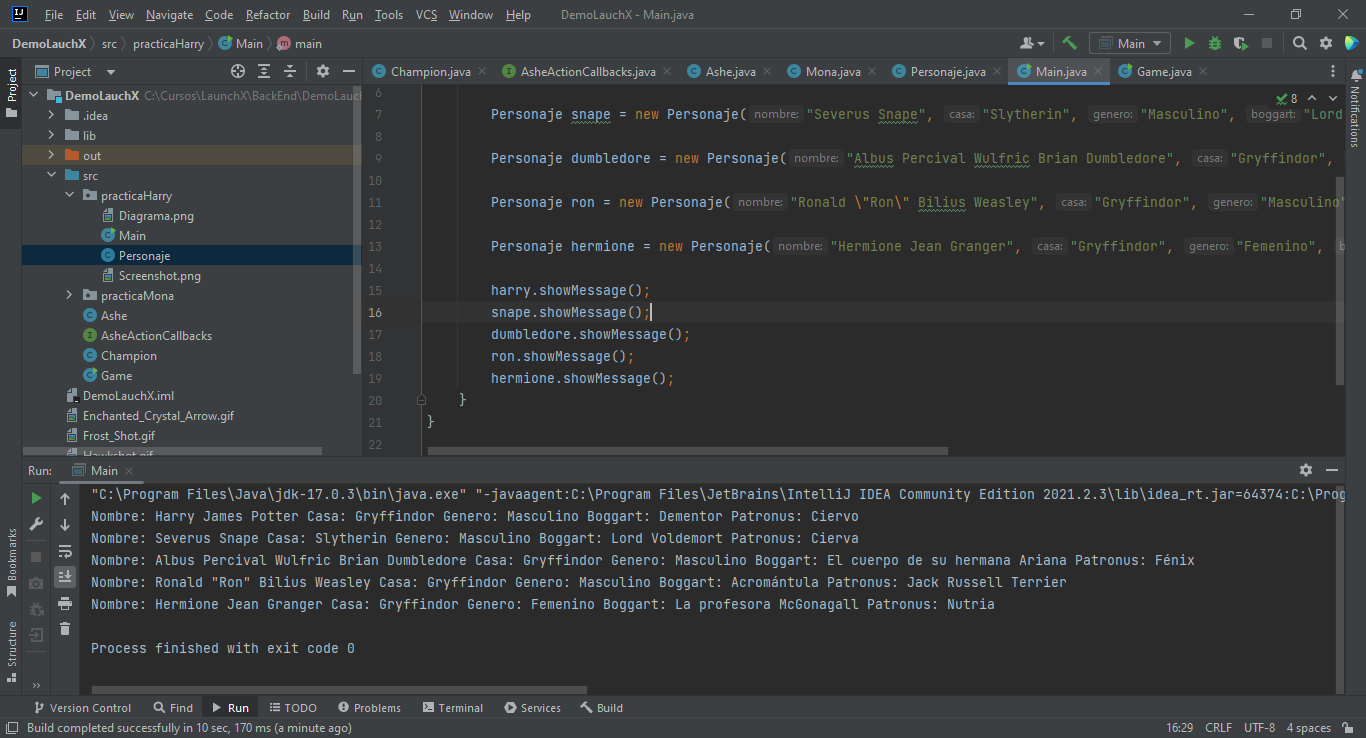 File Edit View Navigate Code Refactor Build Run Tools VCS Window Help DemoLauchX - Main.java
DemoLauchX src practicaHarry Main main Main
Project
Champion.java AsheActionCallbacks.java Ashe.java Mona.java Personaje.java Main.java Game.java
Project
Notifications
DemoLauchX C:\Cursos\LaunchX\BackEnd\DemoLauch
.idea
lib
out
src
practicaHarry
Diagrama.png
Main
Personaje
Screenshot.png
practicaMona
Ashe
AsheActionCallbacks
Champion
Game
DemoLauchX.iml
Enchanted_Crystal_Arrow.gif
Frost_Shot.gif
Hawkshot.gif
8
6
7 Personaje snape = new Personaje( nombre: "Severus Snape", casa: "Slytherin", genero: "Masculino", boggart: "Lord
8
9 Personaje dumbledore = new Personaje( nombre: "Albus Percival Wulfric Brian Dumbledore", casa: "Gryffindor",
10
11 Personaje ron = new Personaje( nombre: "Ronald \"Ron\" Bilius Weasley", casa: "Gryffindor", genero: "Masculino"
12
13 Personaje hermione = new Personaje( nombre: "Hermione Jean Granger", casa: "Gryffindor", genero: "Femenino", b
14
15 harry.showMessage();
16 snape.showMessage();
17 dumbledore.showMessage();
18 ron.showMessage();
19 hermione.showMessage();
20 }
21 }
22
Run: Main
"C:\Program Files\Java\jdk-17.0.3\bin\java.exe" "-javaagent:C:\Program Files\JetBrains\IntelliJ IDEA Community Edition 2021.2.3\lib\idea_rt.jar=64374:C:\Prog
Nombre: Harry James Potter Casa: Gryffindor Genero: Masculino Boggart: Dementor Patronus: Ciervo
Nombre: Severus Snape Casa: Slytherin Genero: Masculino Boggart: Lord Voldemort Patronus: Cierva
Nombre: Albus Percival Wulfric Brian Dumbledore Casa: Gryffindor Genero: Masculino Boggart: El cuerpo de su hermana Ariana Patronus: Fénix
Nombre: Ronald "Ron" Bilius Weasley Casa: Gryffindor Genero: Masculino Boggart: Acromántula Patronus: Jack Russell Terrier
Nombre: Hermione Jean Granger Casa: Gryffindor Genero: Femenino Boggart: La profesora McGonagall Patronus: Nutria
Process finished with exit code 0
Bookmarks
Structure
Version Control Find Run TODO Problems Terminal Services Build
Build completed successfully in 10 sec, 170 ms (a minute ago) 16:29 CRLF UTF-8 4 spaces